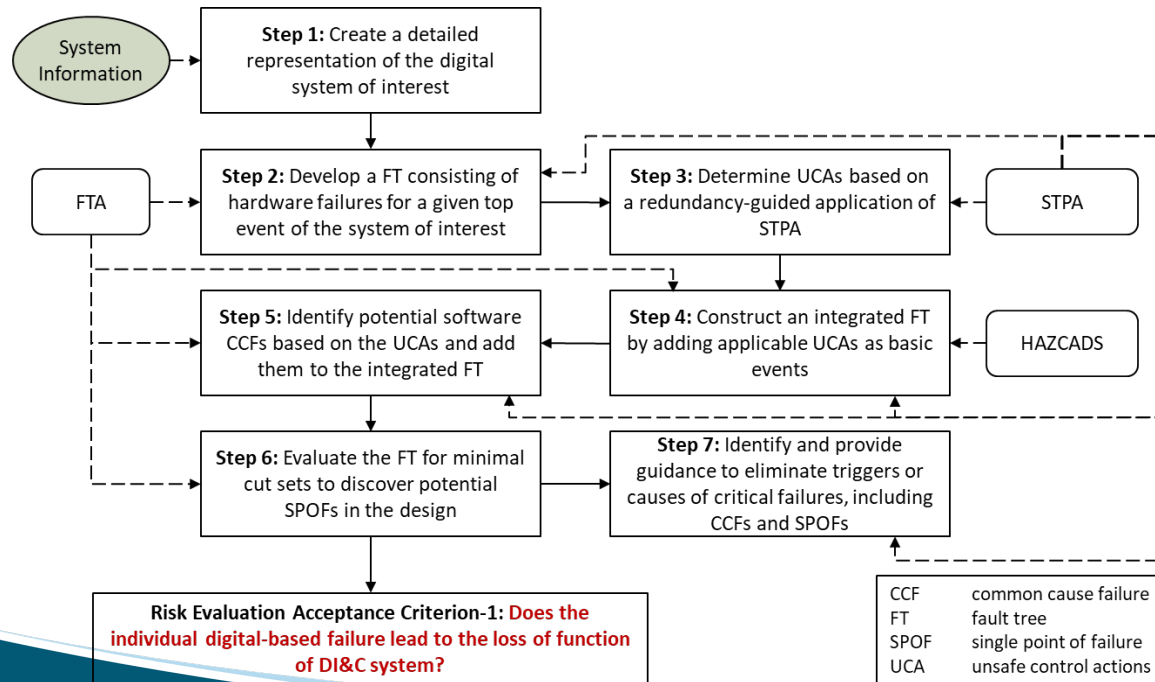 System
Information
Step 1: Create a detailed
representation of the digital
system of interest
FTA
Step 2: Develop a FT consisting of
hardware failures for a given top
event of the system of interest
Step 3: Determine UCAs based on
a redundancy-guided application of
STPA
STPA
Step 5: Identify potential software
CCFs based on the UCAs and add
them to the integrated FT
Step 4: Construct an integrated FT
by adding applicable UCAs as basic
events
HAZCADS
Step 6: Evaluate the FT for minimal
cut sets to discover potential
SPOFs in the design
Step 7: Identify and provide
guidance to eliminate triggers or
causes of critical failures, including
CCFs and SPOFs
Risk Evaluation Acceptance Criterion-1: Does the
individual digital-based failure lead to the loss of function
of DI&C system?
CCF common cause failure
FT fault tree
SPOF single point of failure
UCA unsafe control actions